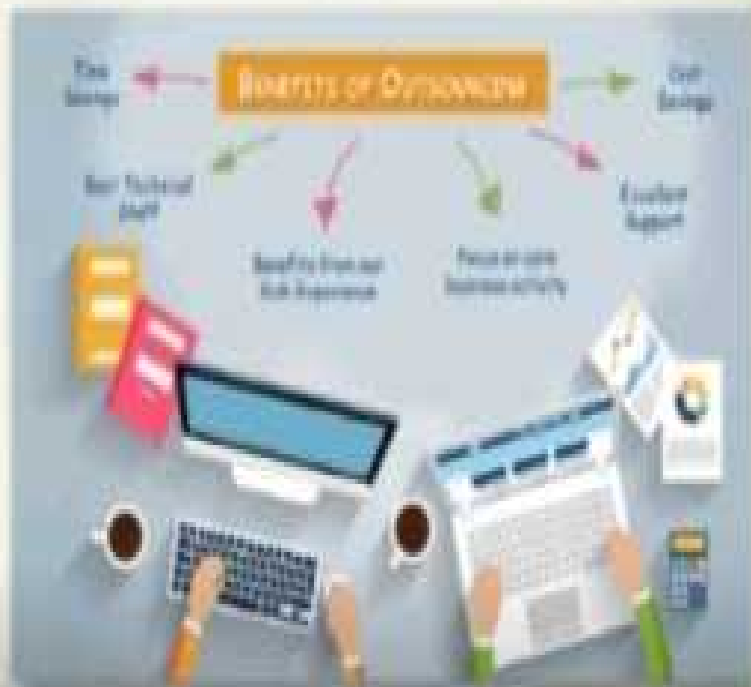 BENEFITS OF OUTSOURCING
Time
Savings
Cost
Savings
Best Technical
Staff
Excellent
Support
Benefits from our
Rich Experience
Focus on core
business activity